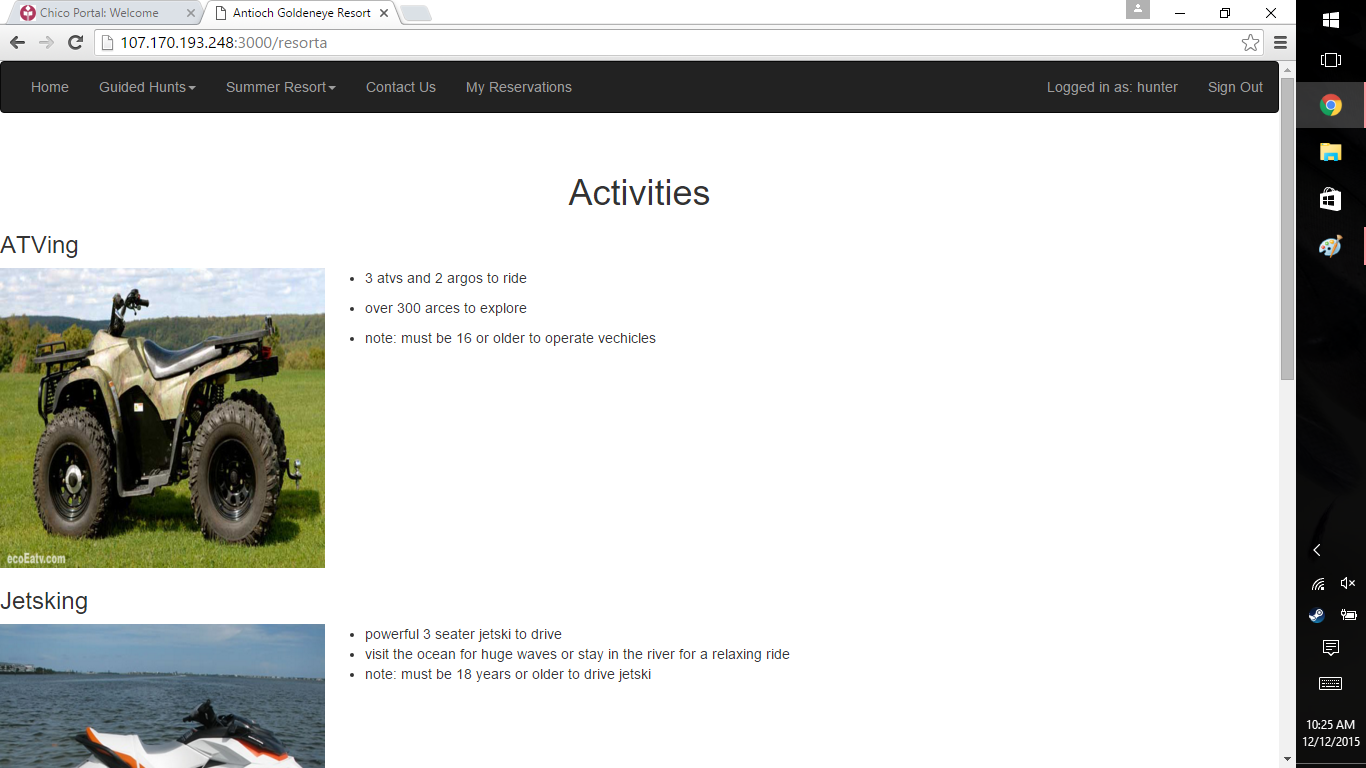 Chico Portal: Welcome
Antioch Goldeneye Resort
107.170.193.248:3000/resorta
Home Guided Hunts Summer Resort Contact Us My Reservations Logged in as: hunter Sign Out
Activities
ATVing
3 atvs and 2 argos to ride
over 300 arces to explore
note: must be 16 or older to operate vechicles
ecoEatv.com
Jetsking
powerful 3 seater jetski to drive
visit the ocean for huge waves or stay in the river for a relaxing ride
note: must be 18 years or older to drive jetski
10:25 AM
12/12/2015